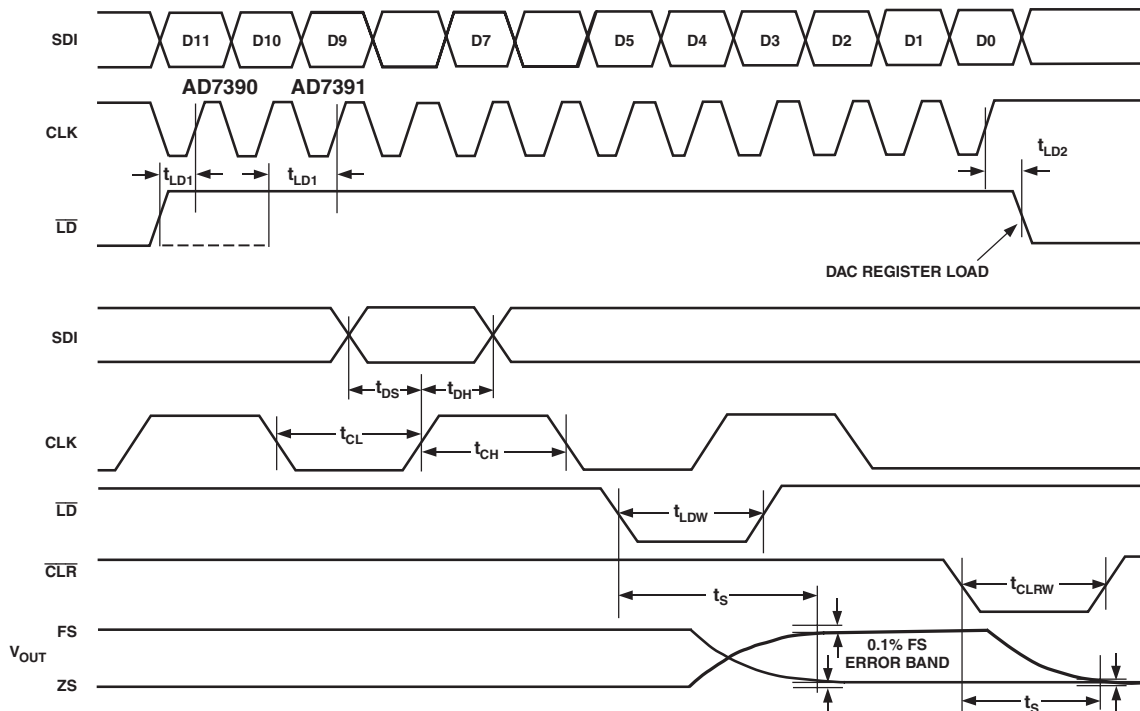 SDI D11 D10 D9 D7 D5 D4 D3 D2 D1 D0
AD7390 AD7391
CLK
tLD1 tLD1 tLD2
LD
DAC REGISTER LOAD
SDI
tDS tDH
CLK
tCL tCH
LD
tLDW
CLR
tCLRW
tS
FS
VOUT
0.1% FS
ERROR BAND
ZS
tS